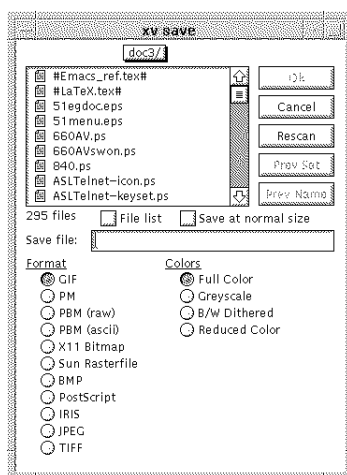 xv save
doc3/
#Emacs_ref.tex#
#LaTeX.tex#
51egdoc.eps
51menu.eps
660AV.ps
660AVswon.ps
840.ps
ASLTelnet-icon.ps
ASLTelnet-keyset.ps
Ok
Cancel
Rescan
Prev Set
Prev Name
295 files
File list
Save at normal size
Save file:
Format
GIF
PM
PBM (raw)
PBM (ascii)
X11 Bitmap
Sun Rasterfile
BMP
PostScript
IRIS
JPEG
TIFF
Colors
Full Color
Greyscale
B/W Dithered
Reduced Color